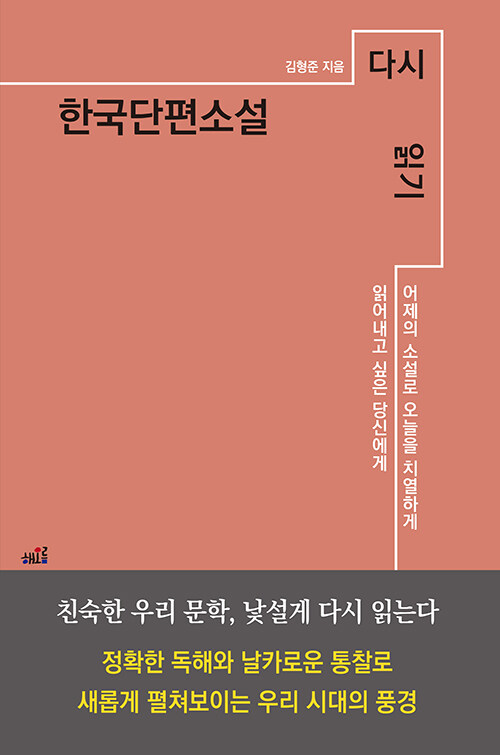 김형준 지음
한국단편소설
다시
읽기
어제의 소설로 오늘을 치열하게
읽어내고 싶은 당신에게
해요름
친숙한 우리 문학, 낯설게 다시 읽는다
정확한 독해와 날카로운 통찰로
새롭게 펼쳐보이는 우리 시대의 풍경